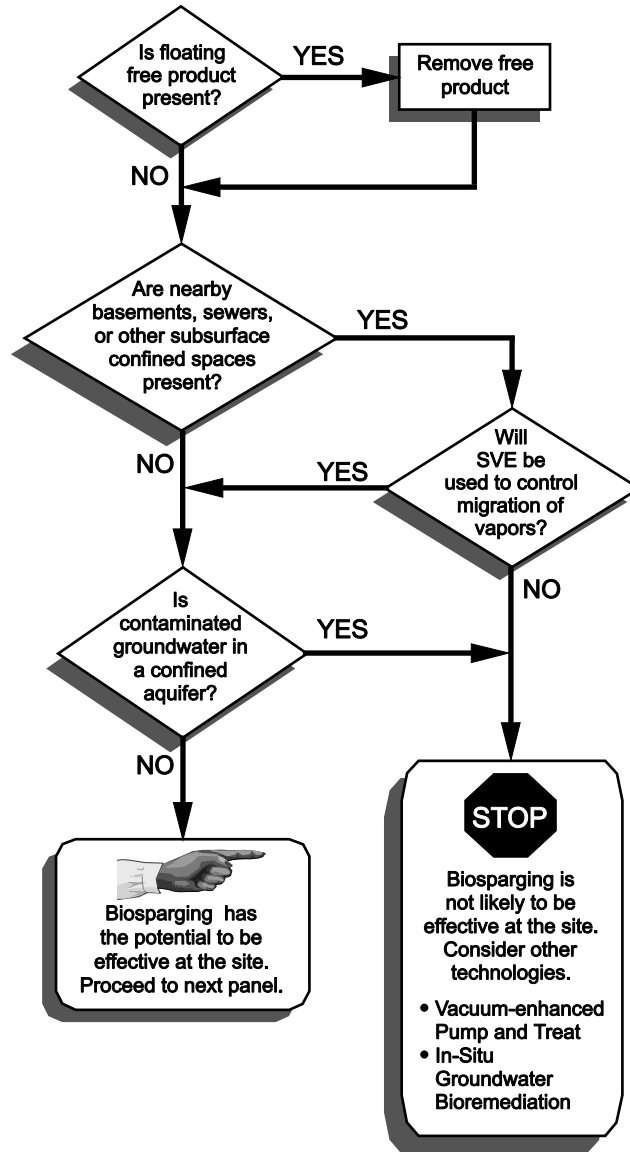 Is floating
free product
present?
YES
Remove free
product
NO
Are nearby
basements, sewers,
or other subsurface
confined spaces
present?
YES
NO
Will
SVE be
used to control
migration of
vapors?
YES
NO
Is
contaminated
groundwater in
a confined
aquifer?
YES
NO
Biosparging has
the potential to be
effective at the site.
Proceed to next panel.
STOP
Biosparging is
not likely to be
effective at the site.
Consider other
technologies.
• Vacuum-enhanced
Pump and Treat
• In-Situ
Groundwater
Bioremediation